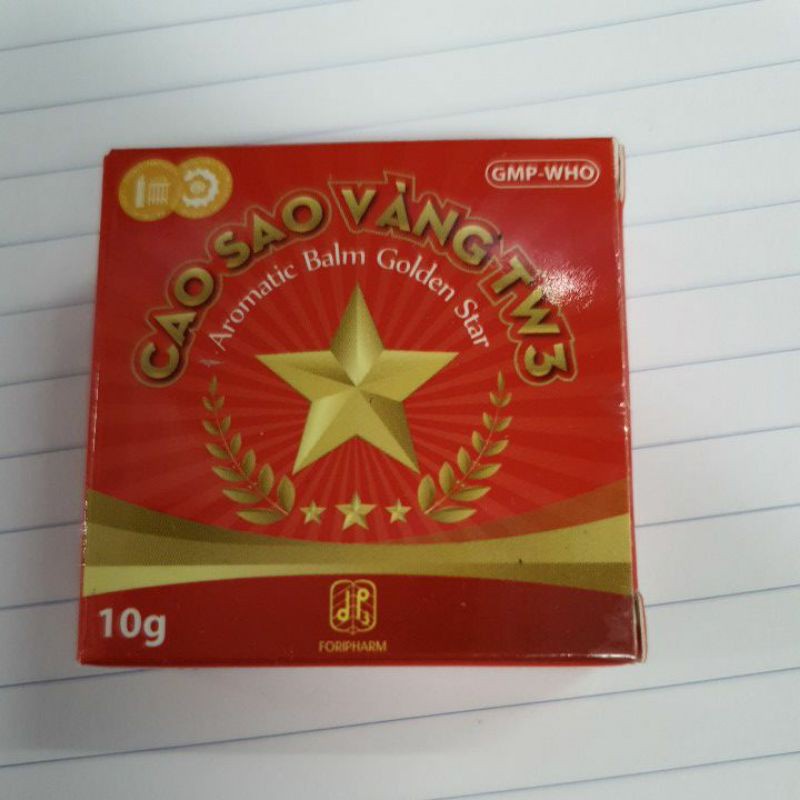 GMP-WHO
CAO SAO VÀNG TW3
Aromatic Balm Golden Star
10g
FORIPHARM